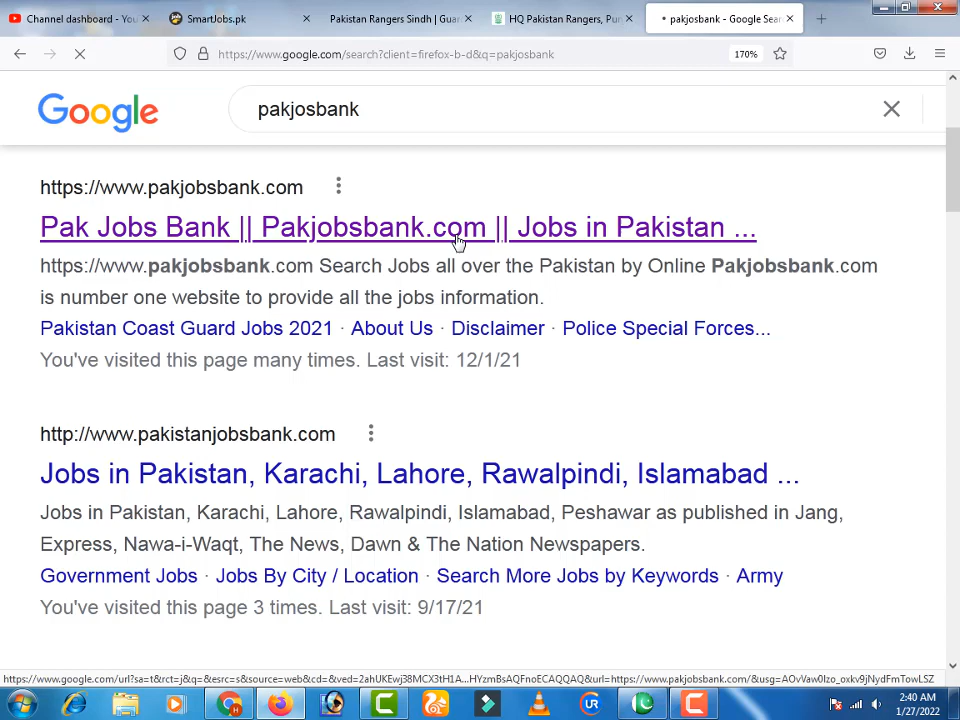 Channel dashboard - You
SmartJobs.pk
Pakistan Rangers Sindh | Guar
HQ Pakistan Rangers, Pun
pakjosbank - Google Sear
https://www.google.com/search?client=firefox-b-d&q=pakjosbank
170%
Google
pakjosbank
https://www.pakjobsbank.com
Pak Jobs Bank || Pakjobsbank.com || Jobs in Pakistan ...
https://www.pakjobsbank.com Search Jobs all over the Pakistan by Online Pakjobsbank.com
is number one website to provide all the jobs information.
Pakistan Coast Guard Jobs 2021 · About Us · Disclaimer · Police Special Forces...
You've visited this page many times. Last visit: 12/1/21
http://www.pakistanjobsbank.com
Jobs in Pakistan, Karachi, Lahore, Rawalpindi, Islamabad ...
Jobs in Pakistan, Karachi, Lahore, Rawalpindi, Islamabad, Peshawar as published in Jang,
Express, Nawa-i-Waqt, The News, Dawn & The Nation Newspapers.
Government Jobs · Jobs By City / Location · Search More Jobs by Keywords · Army
You've visited this page 3 times. Last visit: 9/17/21
UR
2:40 AM
1/27/2022